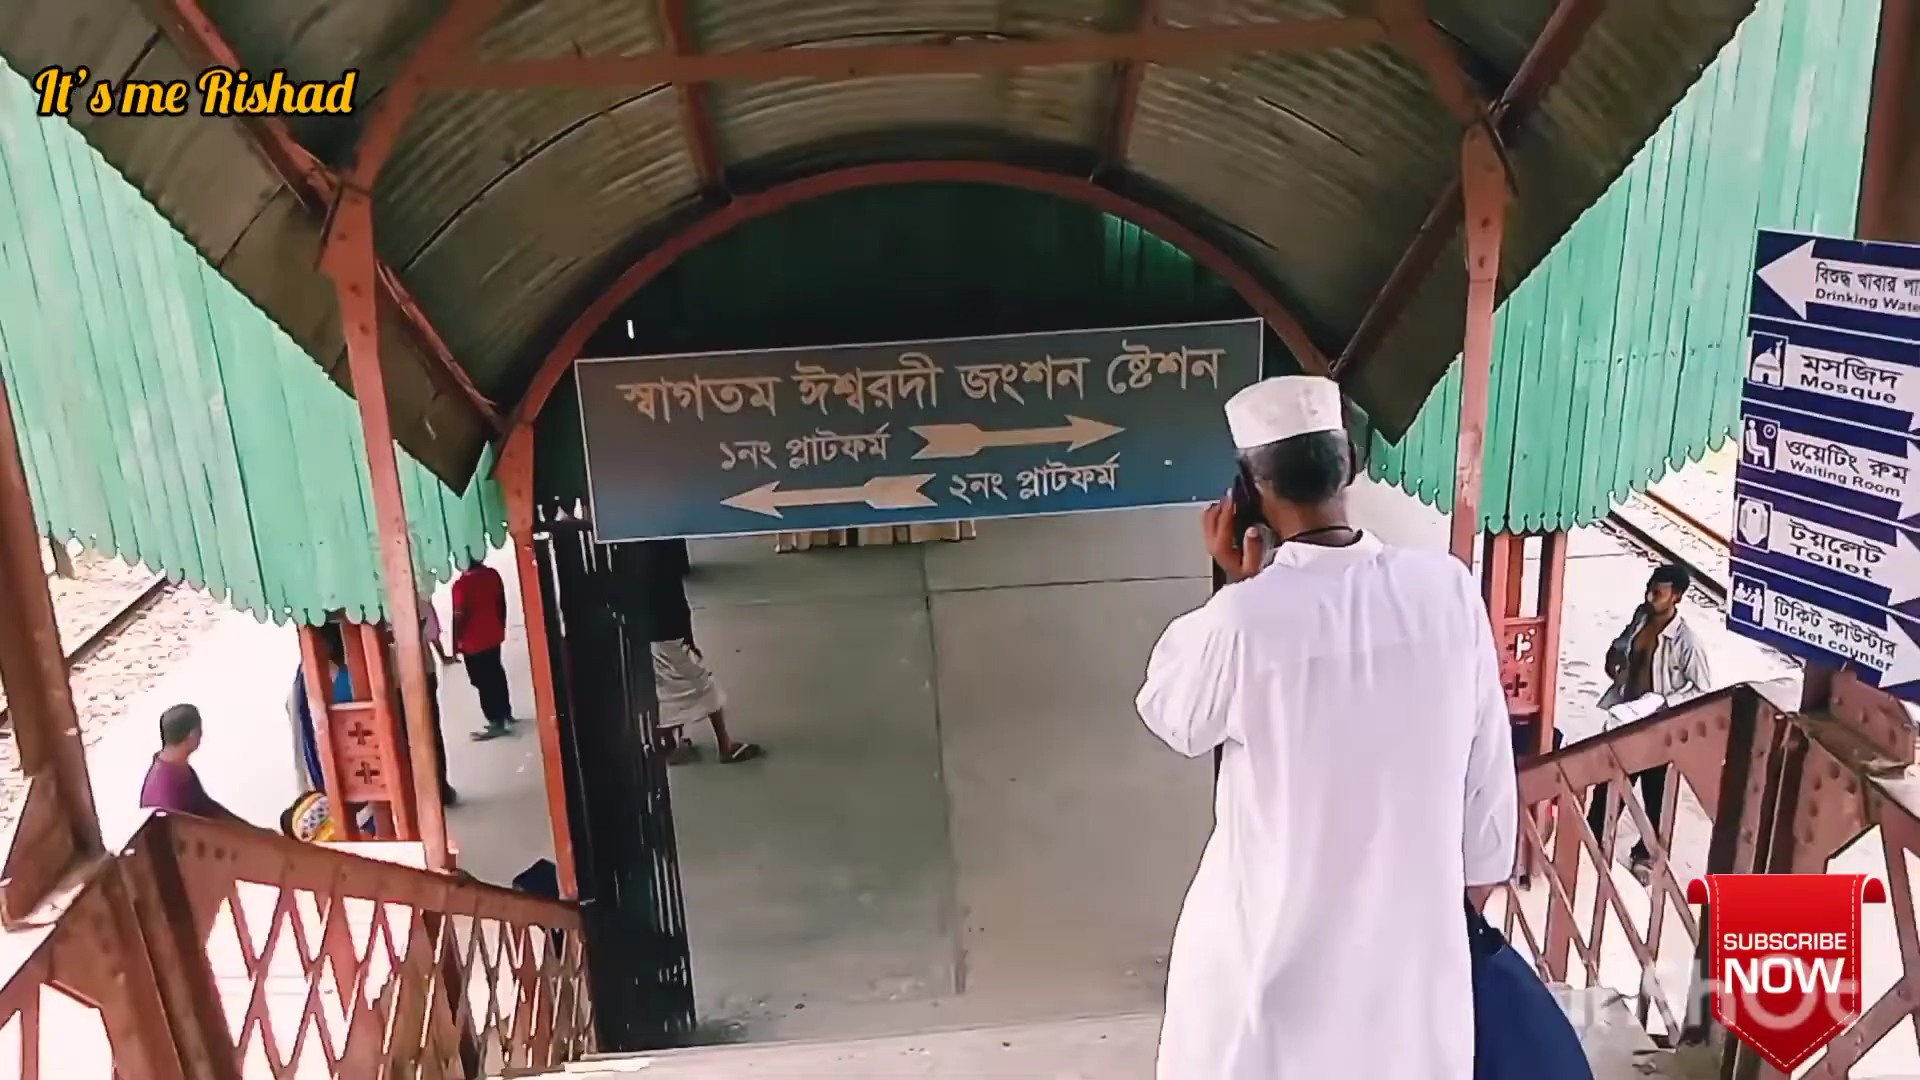 It's me Rishad
স্বাগতম ঈশ্বরদী জংশন ষ্টেশন
১নং প্লাটফর্ম
২নং প্লাটফর্ম
বিশুদ্ধ খাবার
Drinking Wate
মসজিদ
Mosque
ওয়েটিং রুম
Waiting Room
টয়লেট
Toilet
টিকিট কাউন্টার
Ticket counter
SUBSCRIBE
NOW